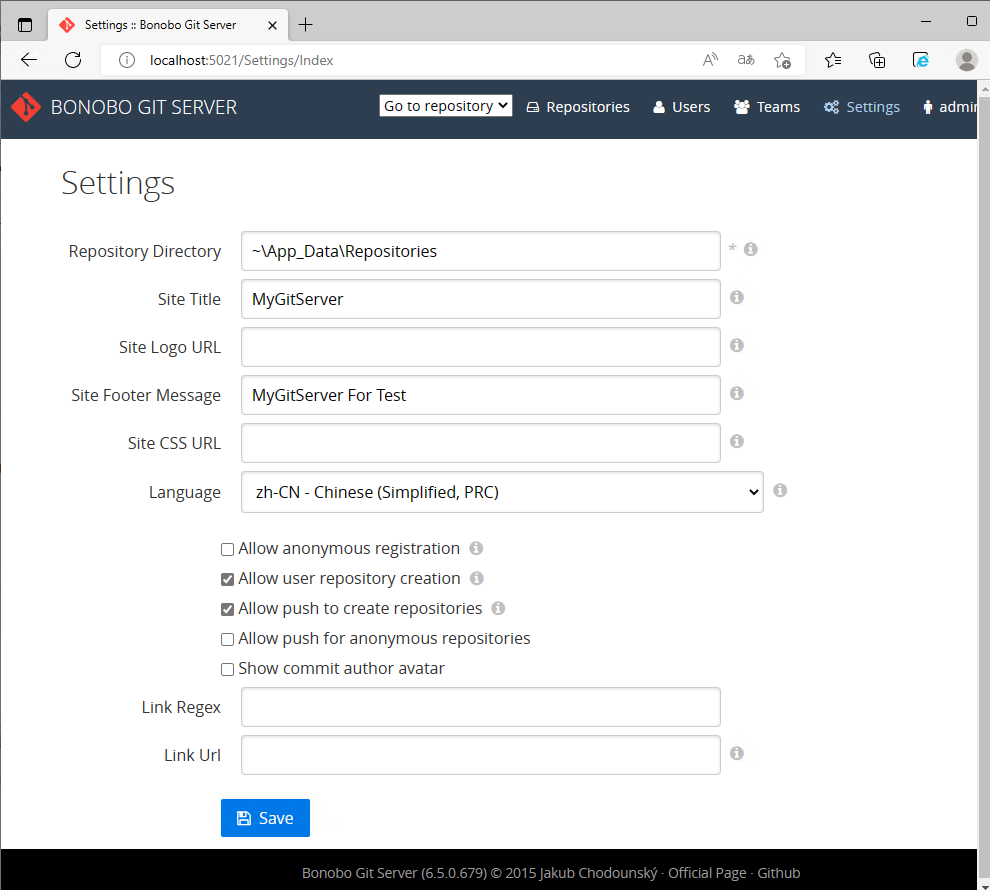 Settings :: Bonobo Git Server
localhost:5021/Settings/Index
BONOBO GIT SERVER
Go to repository
Repositories
Users
Teams
Settings
admin
Settings
Repository Directory
~\App_Data\Repositories
*
Site Title
MyGitServer
Site Logo URL
Site Footer Message
MyGitServer For Test
Site CSS URL
Language
zh-CN - Chinese (Simplified, PRC)
Allow anonymous registration
Allow user repository creation
Allow push to create repositories
Allow push for anonymous repositories
Show commit author avatar
Link Regex
Link Url
Save
Bonobo Git Server (6.5.0.679) © 2015 Jakub Chodounský · Official Page · Github